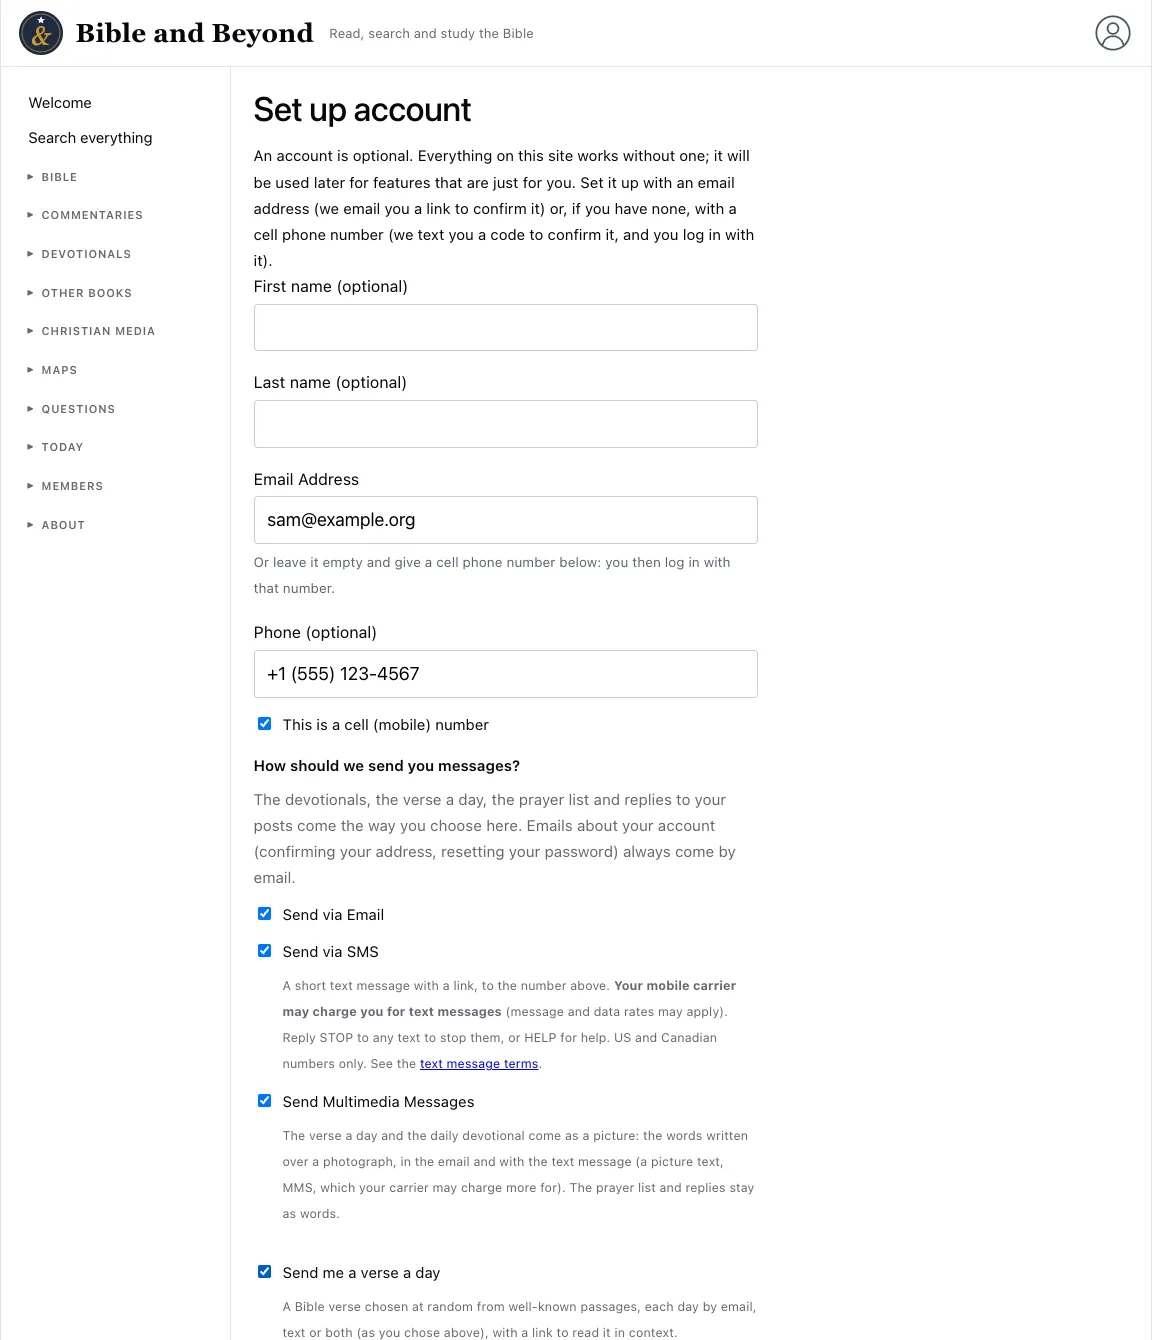 &
Bible and Beyond
Read, search and study the Bible
Welcome
Search everything
BIBLE
COMMENTARIES
DEVOTIONALS
OTHER BOOKS
CHRISTIAN MEDIA
MAPS
QUESTIONS
TODAY
MEMBERS
ABOUT
Set up account
An account is optional. Everything on this site works without one; it will
be used later for features that are just for you. Set it up with an email
address (we email you a link to confirm it) or, if you have none, with a
cell phone number (we text you a code to confirm it, and you log in with
it).
First name (optional)
Last name (optional)
Email Address
sam@example.org
Or leave it empty and give a cell phone number below: you then log in with
that number.
Phone (optional)
+1 (555) 123-4567
This is a cell (mobile) number
How should we send you messages?
The devotionals, the verse a day, the prayer list and replies to your
posts come the way you choose here. Emails about your account
(confirming your address, resetting your password) always come by
email.
Send via Email
Send via SMS
A short text message with a link, to the number above. Your mobile carrier
may charge you for text messages (message and data rates may apply).
Reply STOP to any text to stop them, or HELP for help. US and Canadian
numbers only. See the text message terms.
Send Multimedia Messages
The verse a day and the daily devotional come as a picture: the words written
over a photograph, in the email and with the text message (a picture text,
MMS, which your carrier may charge more for). The prayer list and replies stay
as words.
Send me a verse a day
A Bible verse chosen at random from well-known passages, each day by email,
text or both (as you chose above), with a link to read it in context.